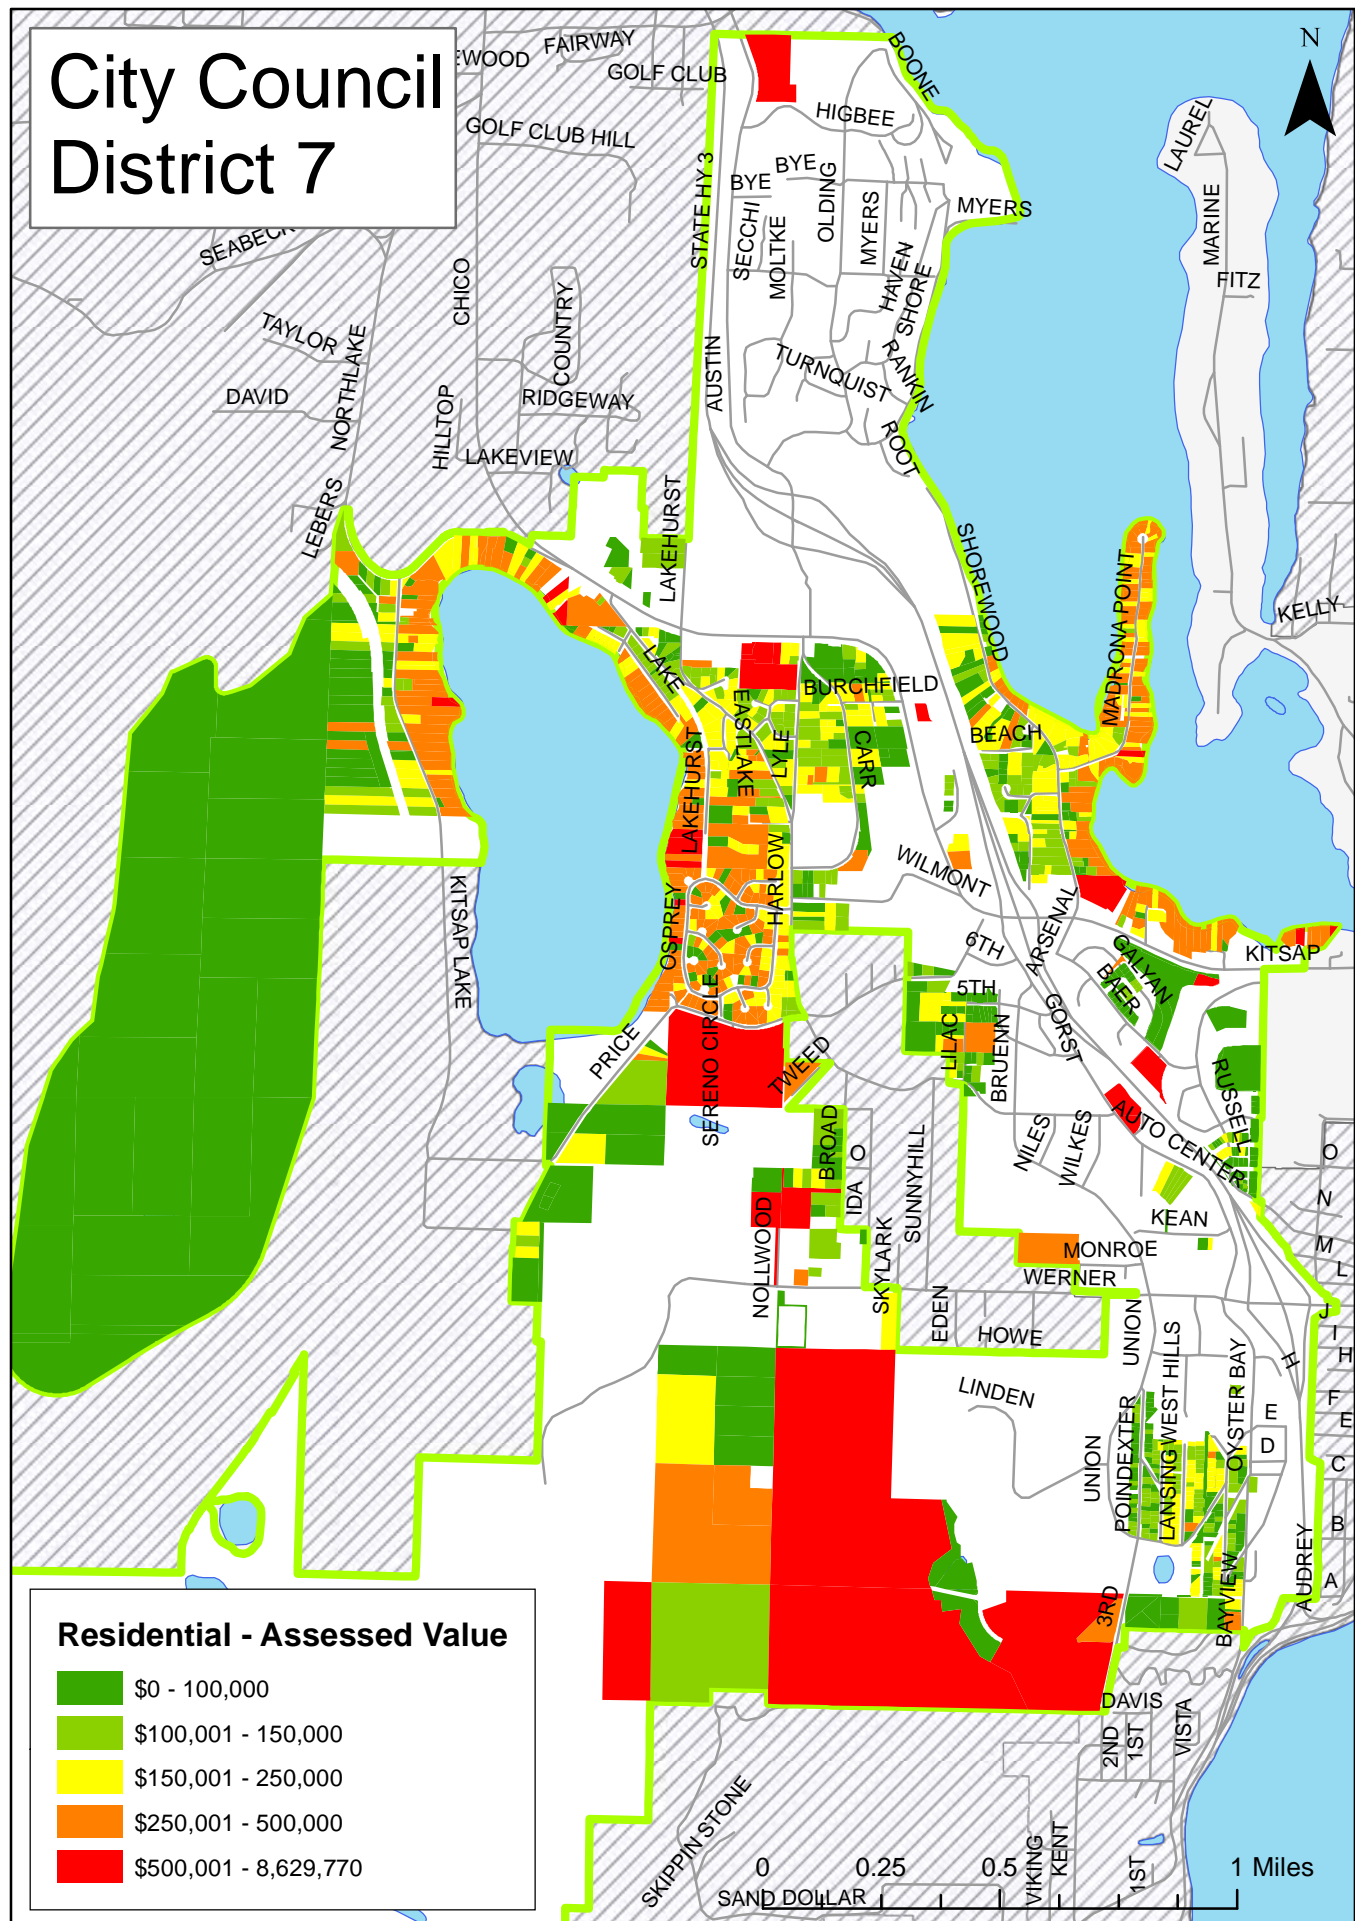 City Council
District 7
EWOOD
FAIRWAY
GOLF CLUB
GOLF CLUB HILL
BOONE
N
HIGBEE
LAUREL
STATE HY 3
BYE
BYE
OLDING
MYERS
MYERS
SECCHI
MOLTKE
HAVEN
SHORE
MARINE
FITZ
SEABECK
CHICO
TAYLOR
NORTHLAKE
COUNTRY
DAVID
RIDGEWAY
HILLTOP
LAKEVIEW
AUSTIN
TURNQUIST
RANKIN
ROOT
LEBERS
LAKEHURST
SHOREWOOD
MADRONA POINT
KELLY
LAKE
BURCHFIELD
EASTLAKE
LYLE
CARR
BEACH
LAKEHURST
HARLOW
WILMONT
KITSAP LAKE
OSPREY
6TH
ARSENAL
GALYAN
BAER
KITSAP
5TH
GORST
LILAC
BRUENN
PRICE
SERENO CIRCLE
TWEED
RUSSELL
AUTO CENTER
BROAD
O
IDA
SUNNYHILL
NILES
WILKES
O
N
M
L
NOLLWOOD
SKYLARK
KEAN
MONROE
WERNER
EDEN
HOWE
UNION
WEST HILLS
OYSTER BAY
H
J
I
H
F
E
C
B
A
LINDEN
E
D
UNION
POINDEXTER
LANSING
BAYVIEW
AUDREY
3RD
DAVIS
2ND
1ST
VISTA
Residential - Assessed Value
$0 - 100,000
$100,001 - 150,000
$150,001 - 250,000
$250,001 - 500,000
$500,001 - 8,629,770
SKIPPIN STONE
SAND DOLLAR
VIKING
KENT
1ST
0 0.25 0.5 1 Miles